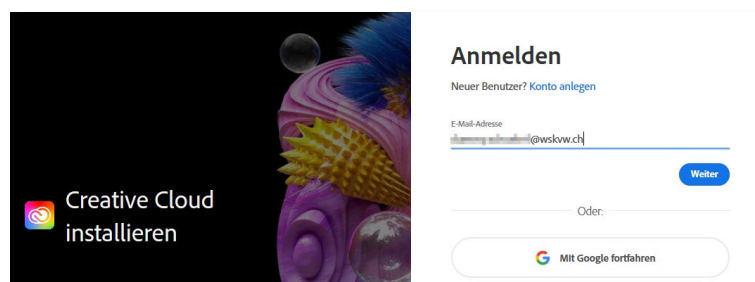 Creative Cloud
installieren
Anmelden
Neuer Benutzer? Konto anlegen
E-Mail-Adresse
@wskvw.ch
Weiter
Oder:
Mit Google fortfahren